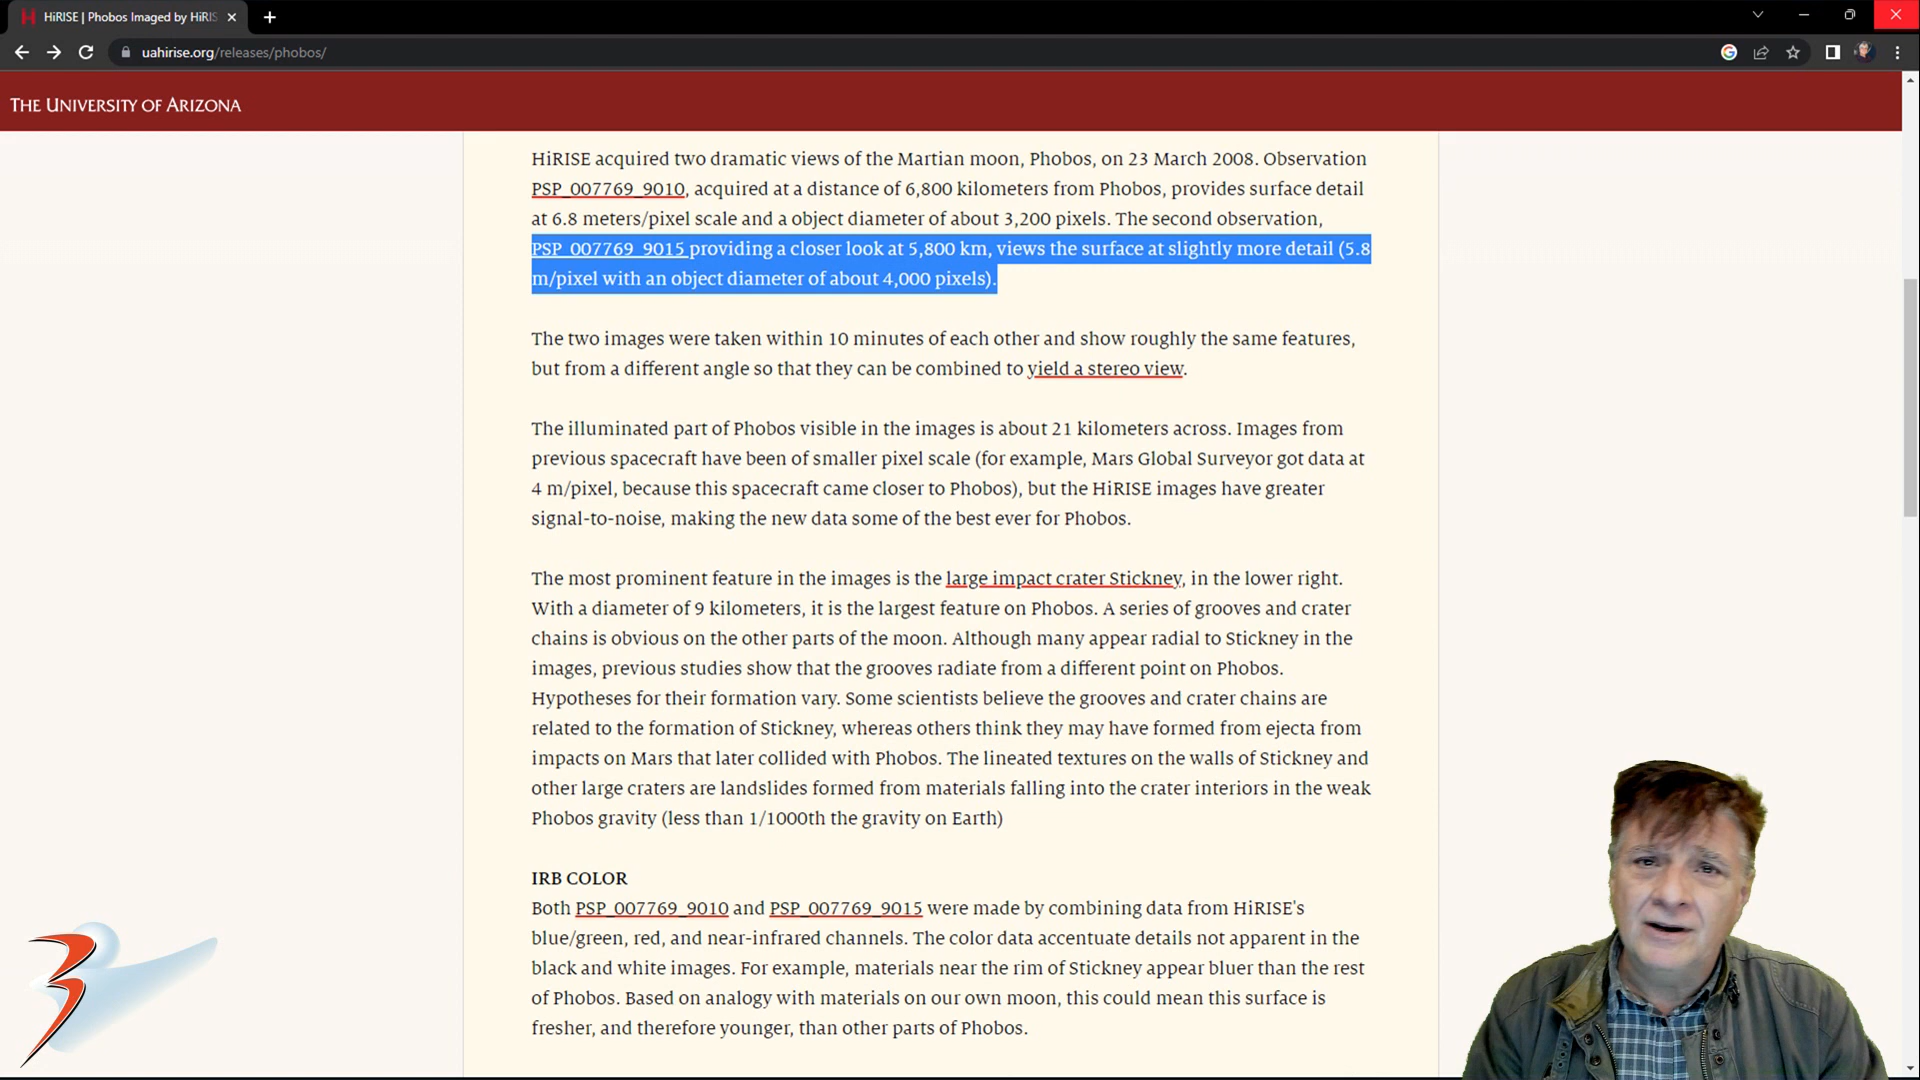 HiRISE | Phobos Imaged by HiRIS
uahirise.org/releases/phobos/
THE UNIVERSITY OF ARIZONA
HiRISE acquired two dramatic views of the Martian moon, Phobos, on 23 March 2008. Observation
PSP_007769_9010, acquired at a distance of 6,800 kilometers from Phobos, provides surface detail
at 6.8 meters/pixel scale and a object diameter of about 3,200 pixels. The second observation,
PSP_007769_9015 providing a closer look at 5,800 km, views the surface at slightly more detail (5.8
m/pixel with an object diameter of about 4,000 pixels).
The two images were taken within 10 minutes of each other and show roughly the same features,
but from a different angle so that they can be combined to yield a stereo view.
The illuminated part of Phobos visible in the images is about 21 kilometers across. Images from
previous spacecraft have been of smaller pixel scale (for example, Mars Global Surveyor got data at
4 m/pixel, because this spacecraft came closer to Phobos), but the HiRISE images have greater
signal-to-noise, making the new data some of the best ever for Phobos.
The most prominent feature in the images is the large impact crater Stickney, in the lower right.
With a diameter of 9 kilometers, it is the largest feature on Phobos. A series of grooves and crater
chains is obvious on the other parts of the moon. Although many appear radial to Stickney in the
images, previous studies show that the grooves radiate from a different point on Phobos.
Hypotheses for their formation vary. Some scientists believe the grooves and crater chains are
related to the formation of Stickney, whereas others think they may have formed from ejecta from
impacts on Mars that later collided with Phobos. The lineated textures on the walls of Stickney and
other large craters are landslides formed from materials falling into the crater interiors in the weak
Phobos gravity (less than 1/1000th the gravity on Earth)
IRB COLOR
Both PSP_007769_9010 and PSP_007769_9015 were made by combining data from HiRISE's
blue/green, red, and near-infrared channels. The color data accentuate details not apparent in the
black and white images. For example, materials near the rim of Stickney appear bluer than the rest
of Phobos. Based on analogy with materials on our own moon, this could mean this surface is
fresher, and therefore younger, than other parts of Phobos.